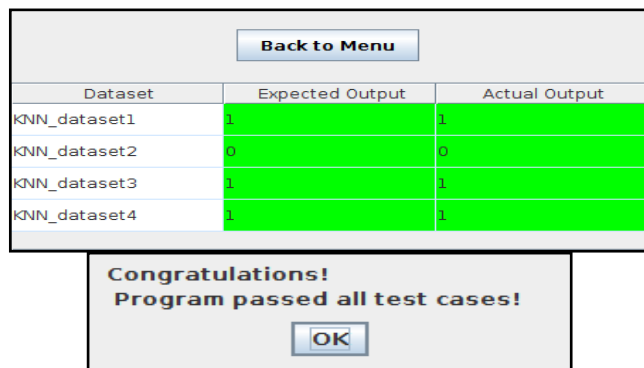 Back to Menu
Dataset Expected Output Actual Output
KNN_dataset1 1 1
KNN_dataset2 0 0
KNN_dataset3 1 1
KNN_dataset4 1 1
Congratulations!
Program passed all test cases!
OK